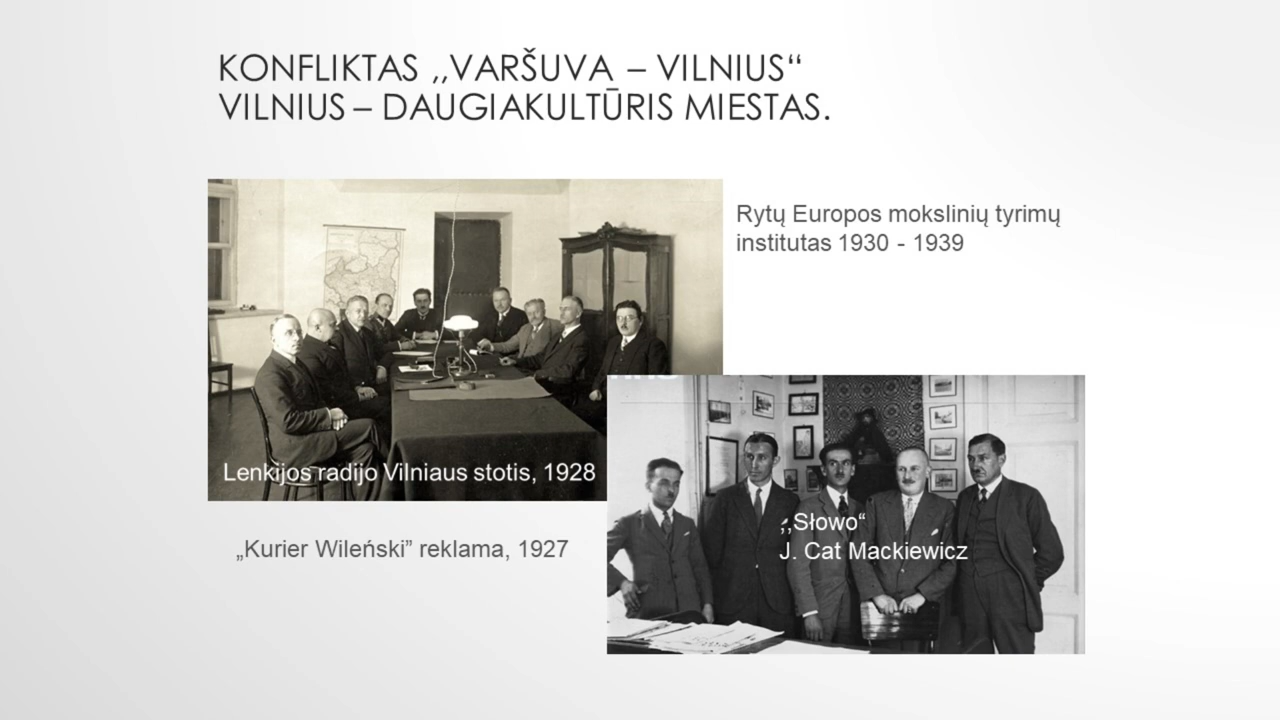 KONFLIKTAS ,,VARŠUVA – VILNIUS“
VILNIUS – DAUGIAKULTŪRIS MIESTAS.
Rytų Europos mokslinių tyrimų
institutas 1930 - 1939
Lenkijos radijo Vilniaus stotis, 1928
,,Słowo“
J. Cat Mackiewicz
„Kurier Wileński” reklama, 1927